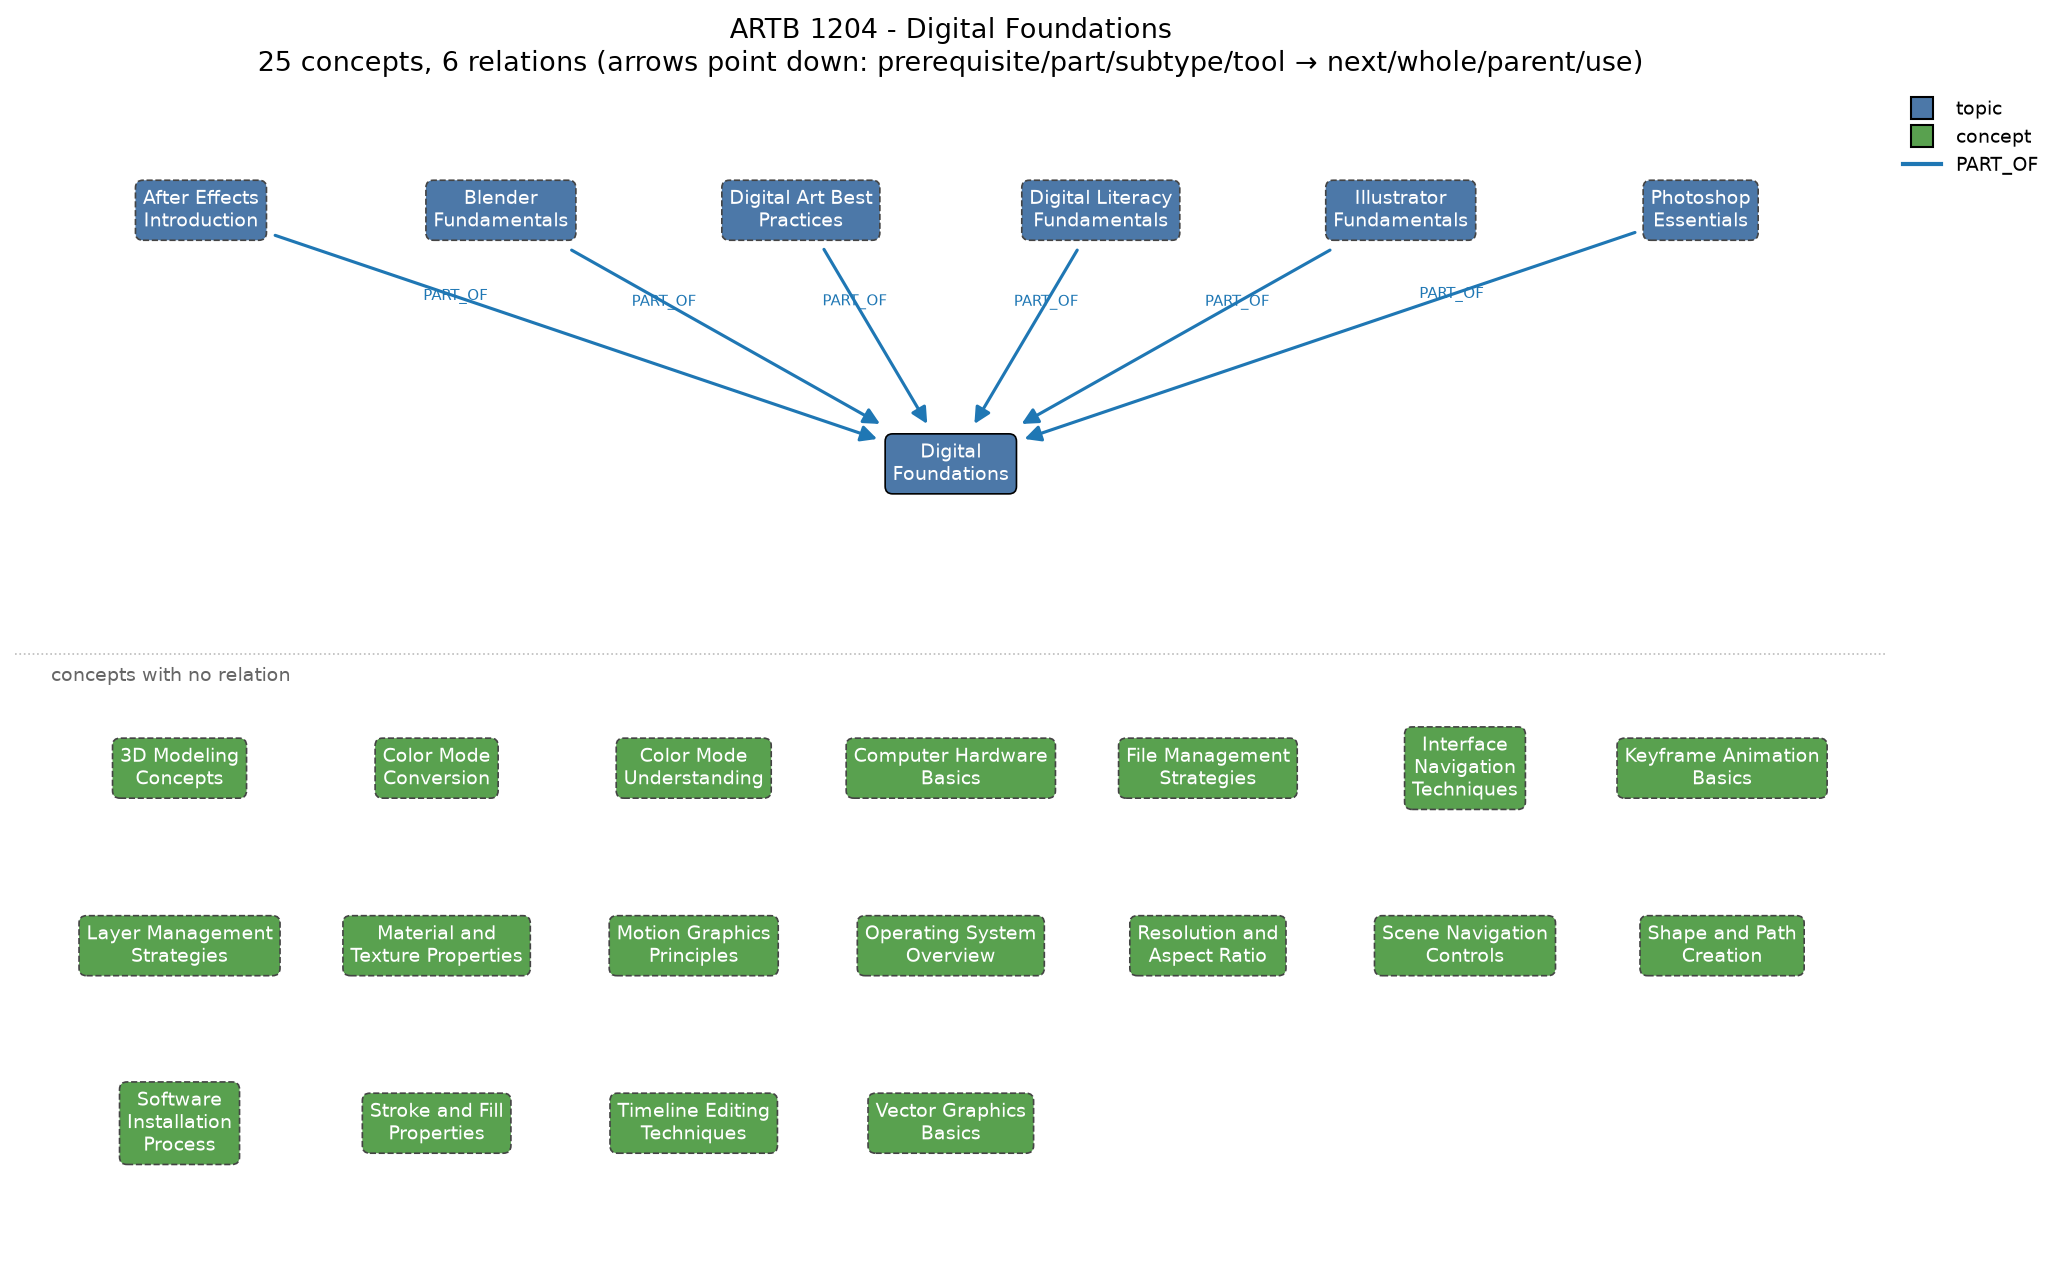 ARTB 1204 - Digital Foundations
25 concepts, 6 relations (arrows point down: prerequisite/part/subtype/tool → next/whole/parent/use)
topic
concept
PART_OF
After Effects
Introduction
Blender
Fundamentals
Digital Art Best
Practices
Digital Literacy
Fundamentals
Illustrator
Fundamentals
Photoshop
Essentials
PART_OF
PART_OF
PART_OF
PART_OF
PART_OF
PART_OF
Digital
Foundations
concepts with no relation
3D Modeling
Concepts
Color Mode
Conversion
Color Mode
Understanding
Computer Hardware
Basics
File Management
Strategies
Interface
Navigation
Techniques
Keyframe Animation
Basics
Layer Management
Strategies
Material and
Texture Properties
Motion Graphics
Principles
Operating System
Overview
Resolution and
Aspect Ratio
Scene Navigation
Controls
Shape and Path
Creation
Software
Installation
Process
Stroke and Fill
Properties
Timeline Editing
Techniques
Vector Graphics
Basics